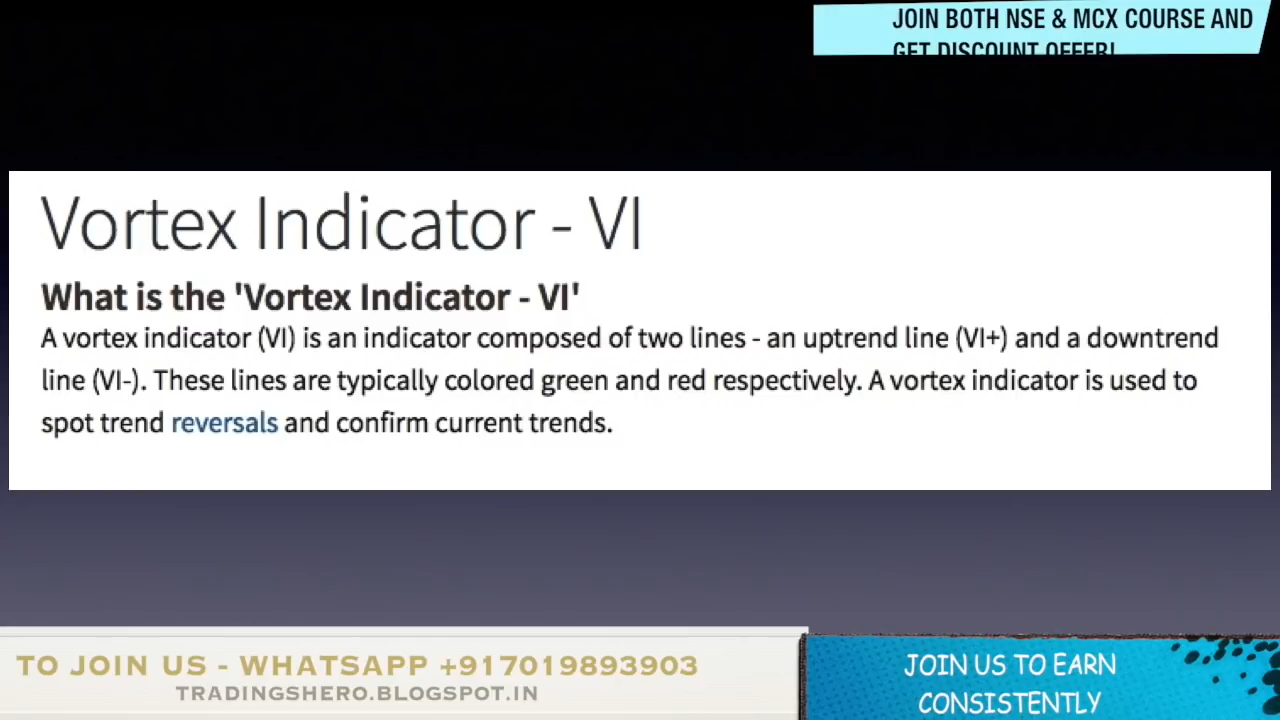 JOIN BOTH NSE & MCX COURSE AND
GET DISCOUNT OFFER!
Vortex Indicator - VI
What is the 'Vortex Indicator - VI'
A vortex indicator (VI) is an indicator composed of two lines - an uptrend line (VI+) and a downtrend
line (VI-). These lines are typically colored green and red respectively. A vortex indicator is used to
spot trend reversals and confirm current trends.
TO JOIN US - WHATSAPP +917019893903
TRADINGSHERO.BLOGSPOT.IN
JOIN US TO EARN
CONSISTENTLY